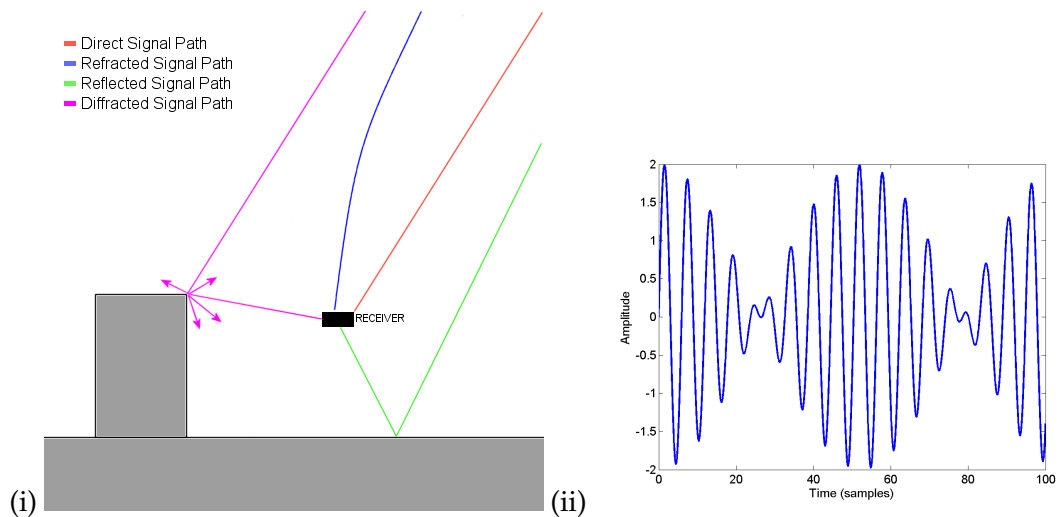 Direct Signal Path
Refracted Signal Path
Reflected Signal Path
Diffracted Signal Path
RECEIVER
(i)
2
1.5
1
0.5
0
-0.5
-1
-1.5
-2
Amplitude
0 20 40 60 80 100
Time (samples)
(ii)